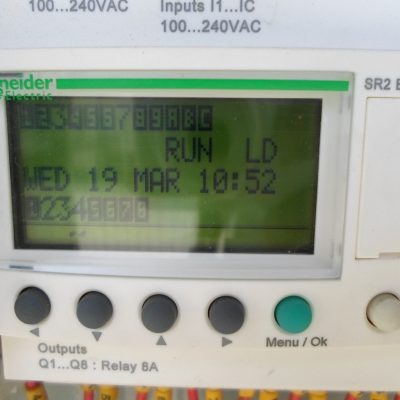 100...240VAC
Inputs I1...IC
100...240VAC
neider
Electric
SR2 B
123456789ABC
RUN LD
WED 19 MAR 10:52
12345678
Menu / Ok
Outputs
Q1...Q8 : Relay 8A